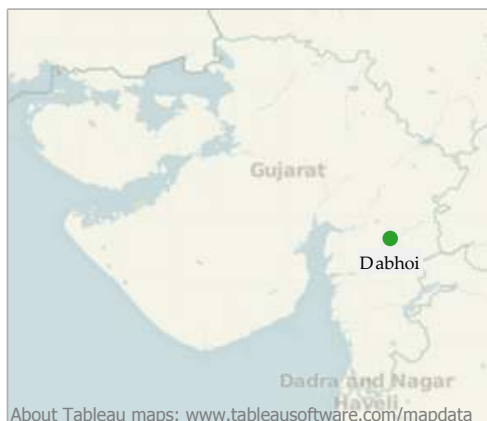 Gujarat
Dabhoi
Dadra and Nagar
Haveli
About Tableau maps: www.tableausoftware.com/mapdata